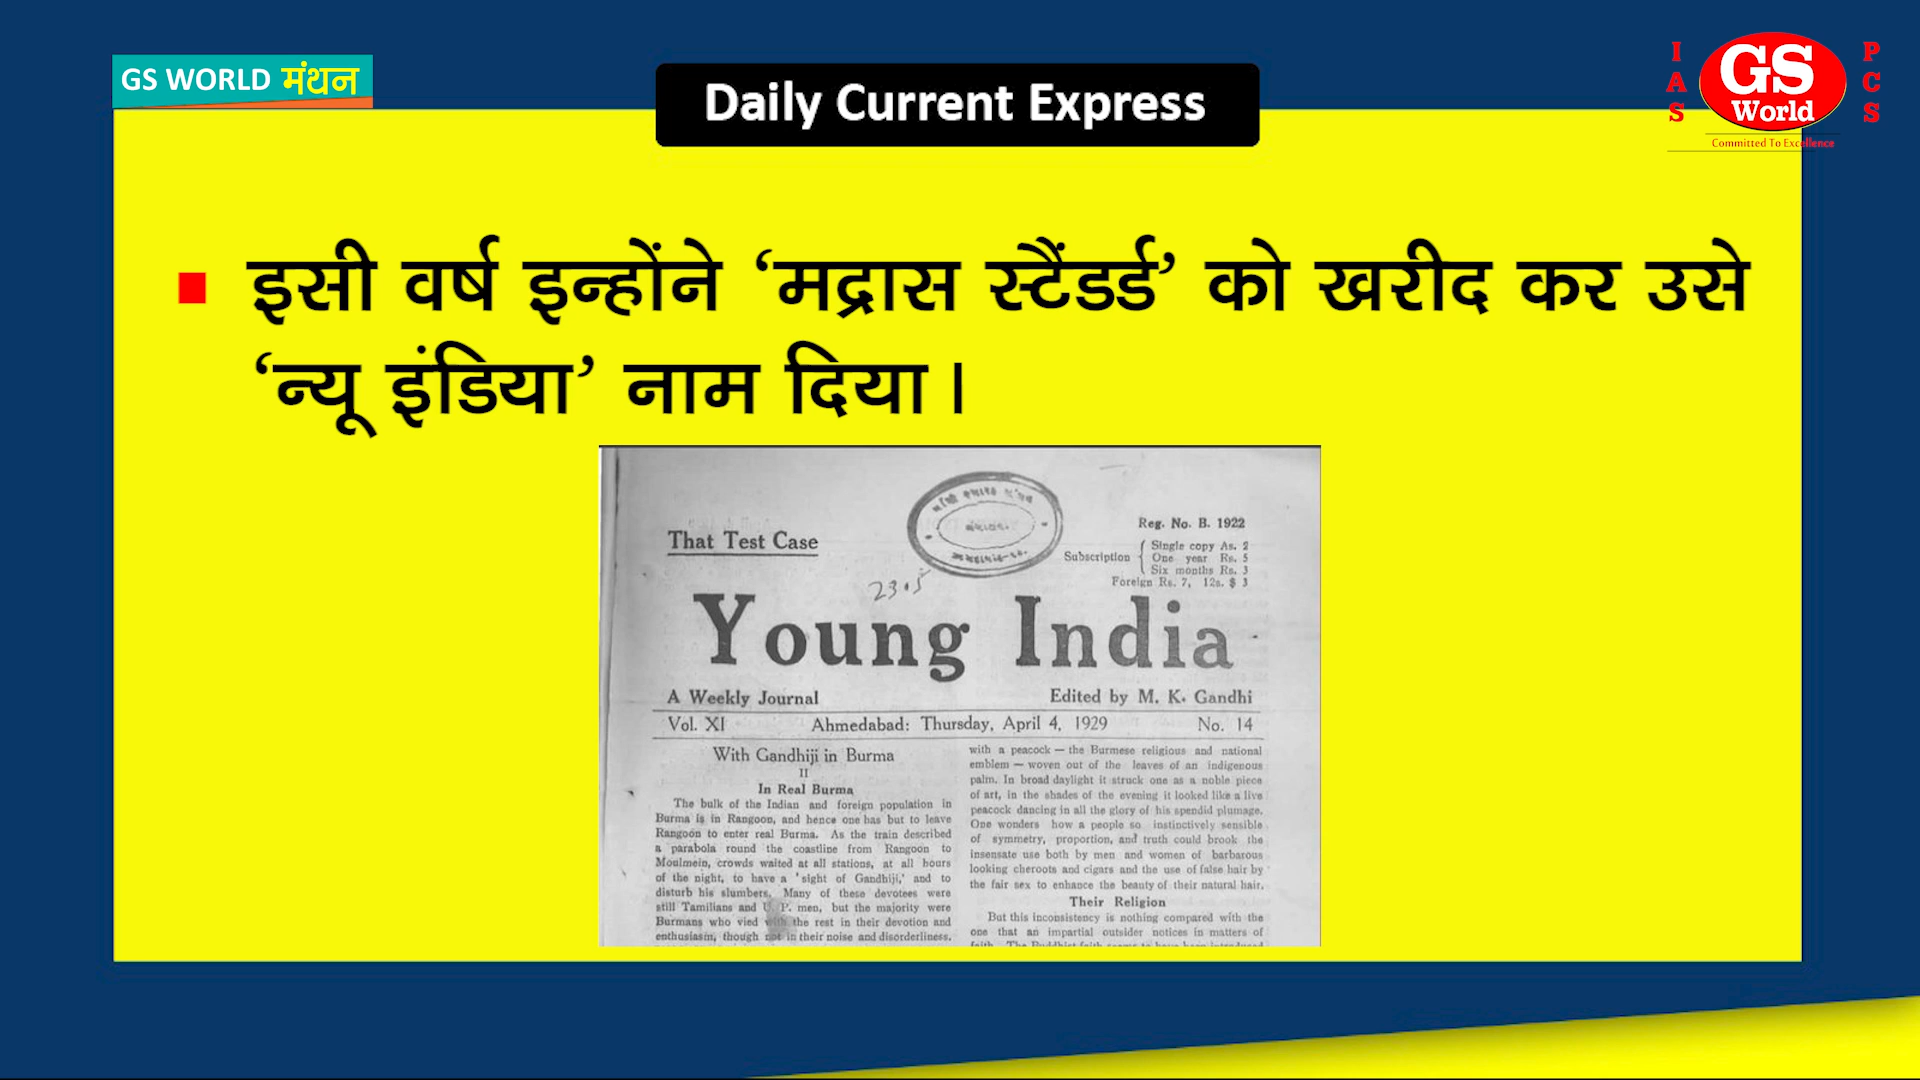 GS WORLD मंथन
Daily Current Express
I A S
GS
World
P C S
Committed To Excellence
▪ इसी वर्ष इन्होंने ‘मद्रास स्टैंडर्ड’ को खरीद कर उसे
‘न्यू इंडिया’ नाम दिया।
That Test Case
Reg. No. B. 1922
Subscription
Single copy As. 2
One year Rs. 5
Six months Rs. 3
Foreign Rs. 7, 12s. $ 3
23.5
Young India
A Weekly Journal
Edited by M. K. Gandhi
Vol. XI
Ahmedabad: Thursday, April 4, 1929
No. 14
With Gandhiji in Burma
II
In Real Burma
The bulk of the Indian and foreign population in
Burma is in Rangoon, and hence one has but to leave
Rangoon to enter real Burma. As the train described
a parabola round the coastline from Rangoon to
Moulmein, crowds waited at all stations, at all hours
of the night, to have a 'sight of Gandhiji,' and to
disturb his slumbers. Many of these devotees were
still Tamilians and U. P. men, but the majority were
Burmans who vied with the rest in their devotion and
enthusiasm, though not in their noise and disorderliness.
with a peacock — the Burmese religious and national
emblem — woven out of the leaves of an indigenous
palm. In broad daylight it struck one as a noble piece
of art, in the shades of the evening it looked like a live
peacock dancing in all the glory of his spendid plumage.
One wonders how a people so instinctively sensible
of symmetry, proportion, and truth could brook the
insensate use both by men and women of barbarous
looking cheroots and cigars and the use of false hair by
the fair sex to enhance the beauty of their natural hair.
Their Religion
But this inconsistency is nothing compared with the
one that an impartial outsider notices in matters of